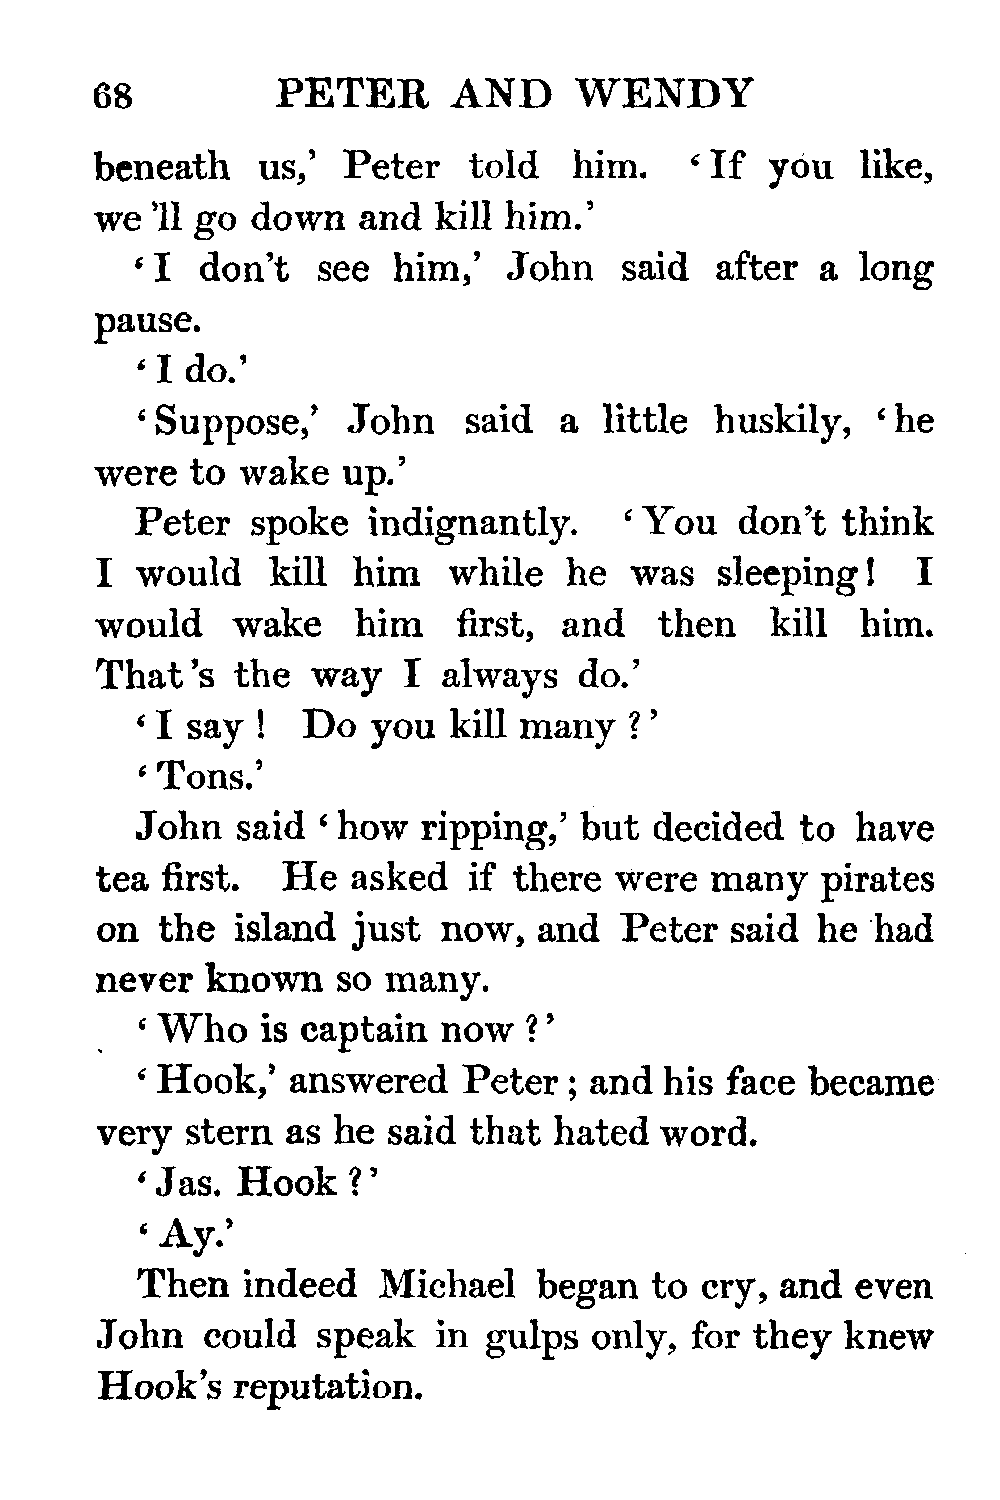 68 PETER AND WENDY
beneath us,’ Peter told him. ‘If you like,
we ’ll go down and kill him.’
‘I don’t see him,’ John said after a long
pause.
‘I do.’
‘Suppose,’ John said a little huskily, ‘he
were to wake up.’
Peter spoke indignantly. ‘You don’t think
I would kill him while he was sleeping! I
would wake him first, and then kill him.
That ’s the way I always do.’
‘I say! Do you kill many?’
‘Tons.’
John said ‘how ripping,’ but decided to have
tea first. He asked if there were many pirates
on the island just now, and Peter said he had
never known so many.
‘Who is captain now?’
‘Hook,’ answered Peter; and his face became
very stern as he said that hated word.
‘Jas. Hook?’
‘Ay.’
Then indeed Michael began to cry, and even
John could speak in gulps only, for they knew
Hook’s reputation.